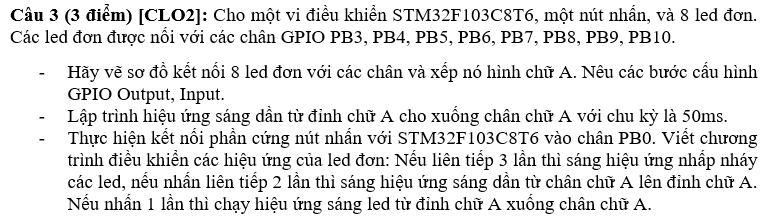 Câu 3 (3 điểm) [CLO2]: Cho một vi điều khiển STM32F103C8T6, một nút nhấn, và 8 led đơn.
Các led đơn được nối với các chân GPIO PB3, PB4, PB5, PB6, PB7, PB8, PB9, PB10.
- Hãy vẽ sơ đồ kết nối 8 led đơn với các chân và xếp nó hình chữ A. Nêu các bước cấu hình
GPIO Output, Input.
- Lập trình hiệu ứng sáng dần từ đỉnh chữ A cho xuống chân chữ A với chu kỳ là 50ms.
- Thực hiện kết nối phần cứng nút nhấn với STM32F103C8T6 vào chân PB0. Viết chương
trình điều khiển các hiệu ứng của led đơn: Nếu liên tiếp 3 lần thì sáng hiệu ứng nhấp nháy
các led, nếu nhấn liên tiếp 2 lần thì sáng hiệu ứng sáng dần từ chân chữ A lên đỉnh chữ A.
Nếu nhấn 1 lần thì chạy hiệu ứng sáng led từ đỉnh chữ A xuống chân chữ A.